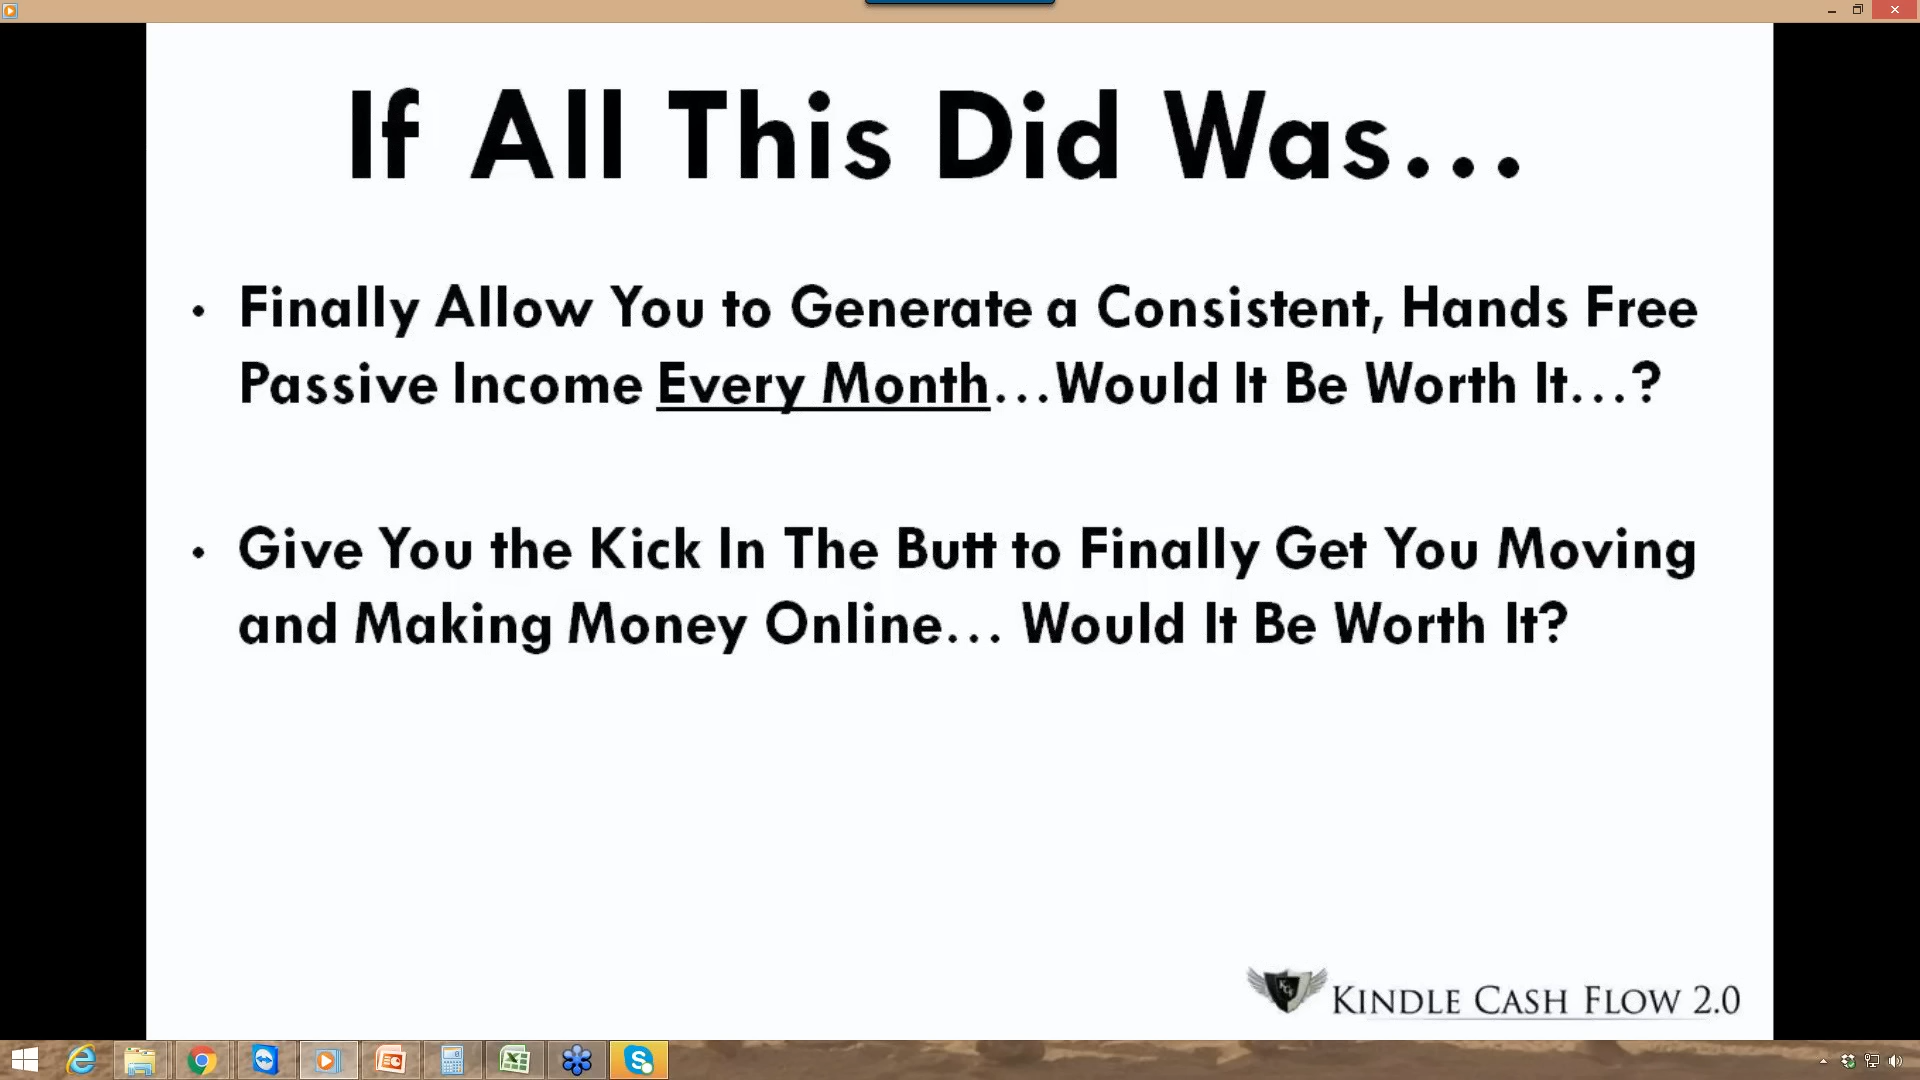 If All This Did Was...
• Finally Allow You to Generate a Consistent, Hands Free
Passive Income Every Month...Would It Be Worth It...?
• Give You the Kick In The Butt to Finally Get You Moving
and Making Money Online... Would It Be Worth It?
KCF
KINDLE CASH FLOW 2.0